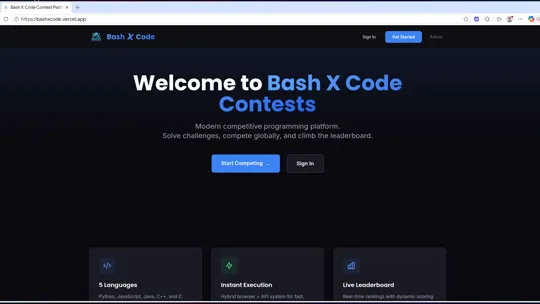 Bash X Code Contest Platf
https://bashxcode.vercel.app
Bash X Code
Sign In
Get Started
Admin
Welcome to Bash X Code
Contests
Modern competitive programming platform.
Solve challenges, compete globally, and climb the leaderboard.
Start Competing →
Sign In
5 Languages
Python, JavaScript, Java, C++, and C
Instant Execution
Hybrid browser + API system for fast,
Live Leaderboard
Real-time rankings with dynamic scoring